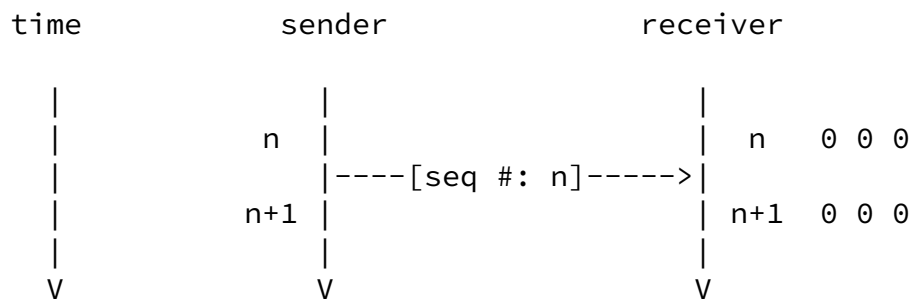 time sender receiver
| | |
| n | | n 0 0 0
| |----[seq #: n]----->|
| n+1 | | n+1 0 0 0
| | |
V V V